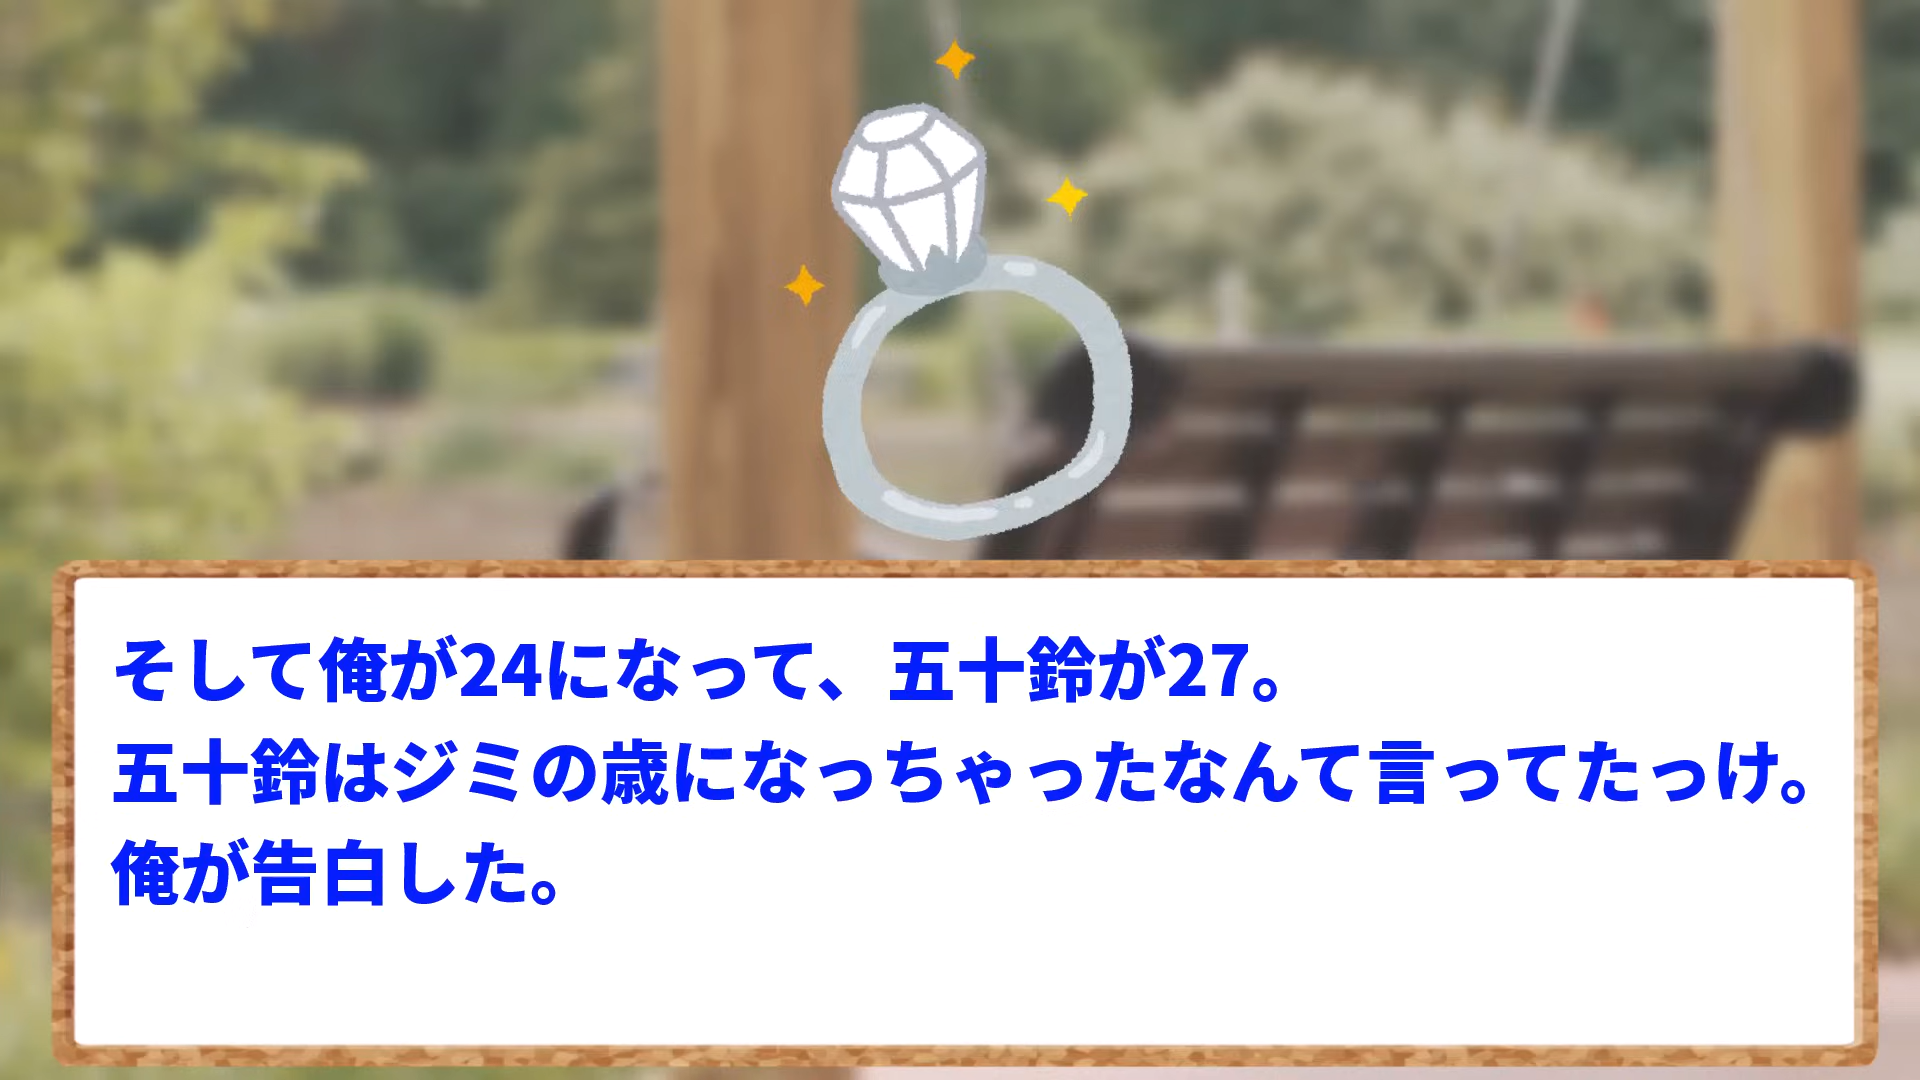 そして俺が24になって、五十鈴が27。
五十鈴はジミの歳になっちゃったなんて言ってたっけ。
俺が告白した。